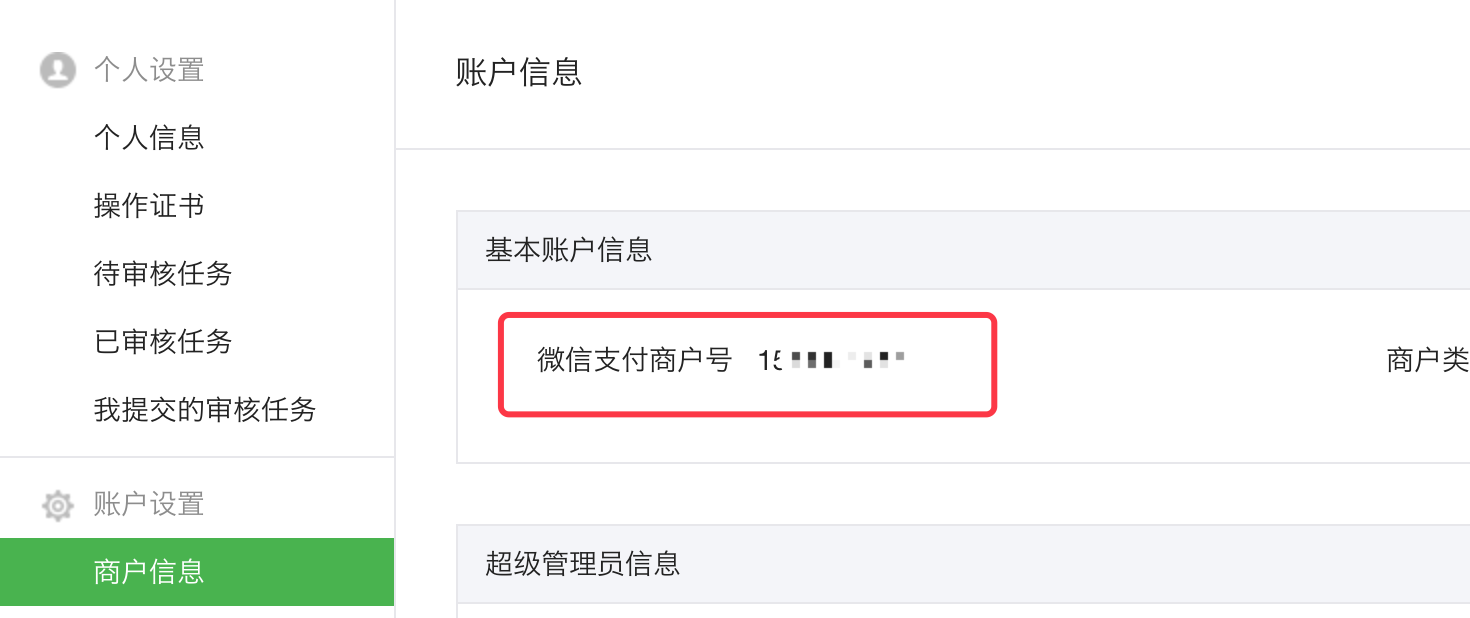 个人设置
个人信息
操作证书
待审核任务
已审核任务
我提交的审核任务
账户设置
商户信息
账户信息
基本账户信息
微信支付商户号 15
商户类
超级管理员信息